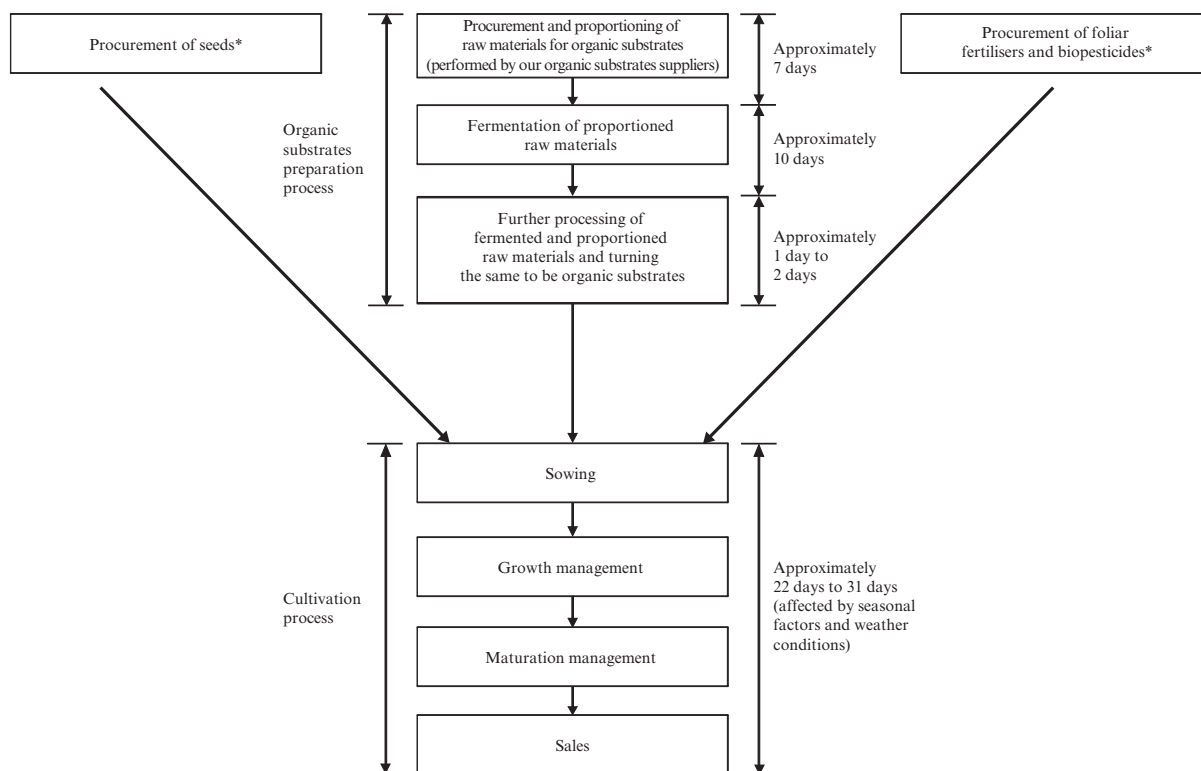 Procurement of seeds*
Procurement and proportioning of
raw materials for organic substrates
(performed by our organic substrates suppliers)
Approximately
7 days
Procurement of foliar
fertilisers and biopesticides*
Organic
substrates
preparation
process
Fermentation of proportioned
raw materials
Approximately
10 days
Further processing of
fermented and proportioned
raw materials and turning
the same to be organic substrates
Approximately
1 day to
2 days
Sowing
Growth management
Cultivation
process
Approximately
22 days to 31 days
(affected by seasonal
factors and weather
conditions)
Maturation management
Sales